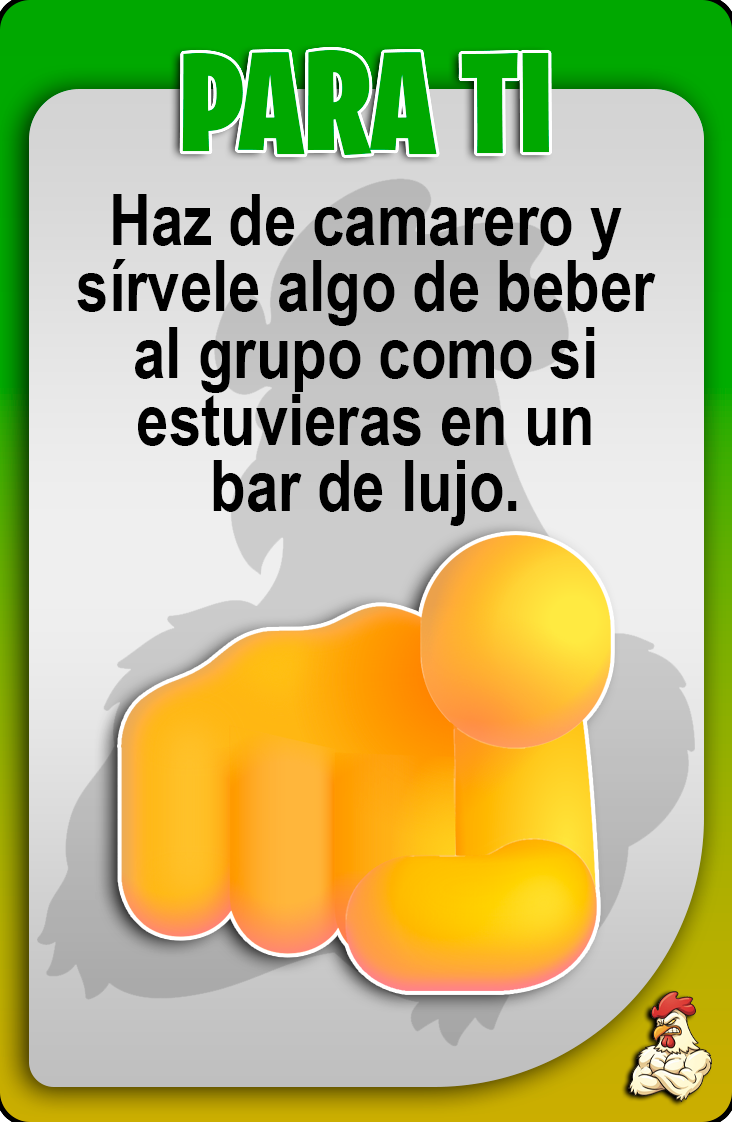 PARA TI
Haz de camarero y
sírvele algo de beber
al grupo como si
estuvieras en un
bar de lujo.